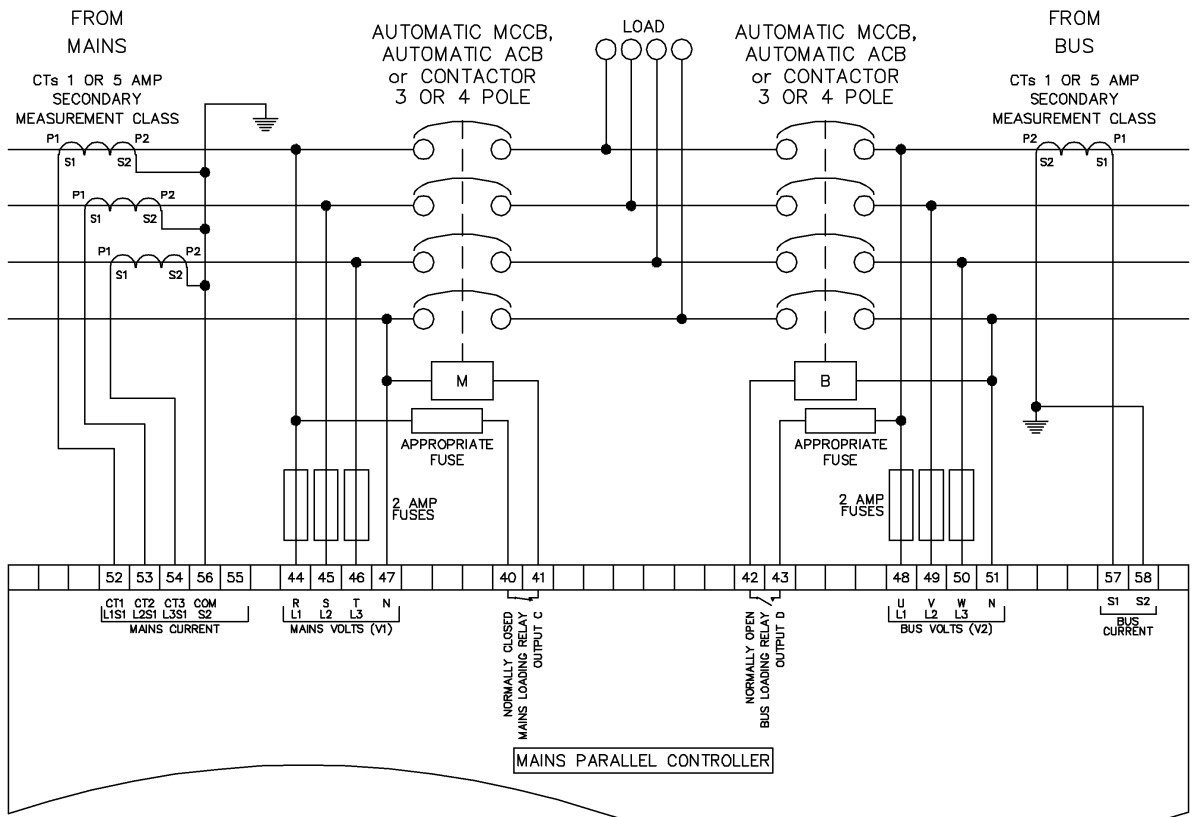 FROM
MAINS
CTs 1 OR 5 AMP
SECONDARY
MEASUREMENT CLASS
AUTOMATIC MCCB,
AUTOMATIC ACB
or CONTACTOR
3 OR 4 POLE
LOAD
AUTOMATIC MCCB,
AUTOMATIC ACB
or CONTACTOR
3 OR 4 POLE
FROM
BUS
CTs 1 OR 5 AMP
SECONDARY
MEASUREMENT CLASS
P1 P2
S1 S2
P1 P2
S1 S2
P1 P2
S1 S2
P2 P1
S2 S1
M
B
APPROPRIATE
FUSE
APPROPRIATE
FUSE
2 AMP
FUSES
2 AMP
FUSES
52 53 54 56 55 44 45 46 47 40 41 42 43 48 49 50 51 57 58
CT1 CT2 CT3 COM
L1S1 L2S1 L3S1 S2
MAINS CURRENT
R S T N
L1 L2 L3
MAINS VOLTS (V1)
NORMALLY CLOSED
MAINS LOADING RELAY
OUTPUT C
NORMALLY OPEN
BUS LOADING RELAY
OUTPUT D
U V W N
L1 L2 L3
BUS VOLTS (V2)
S1 S2
BUS
CURRENT
MAINS PARALLEL CONTROLLER